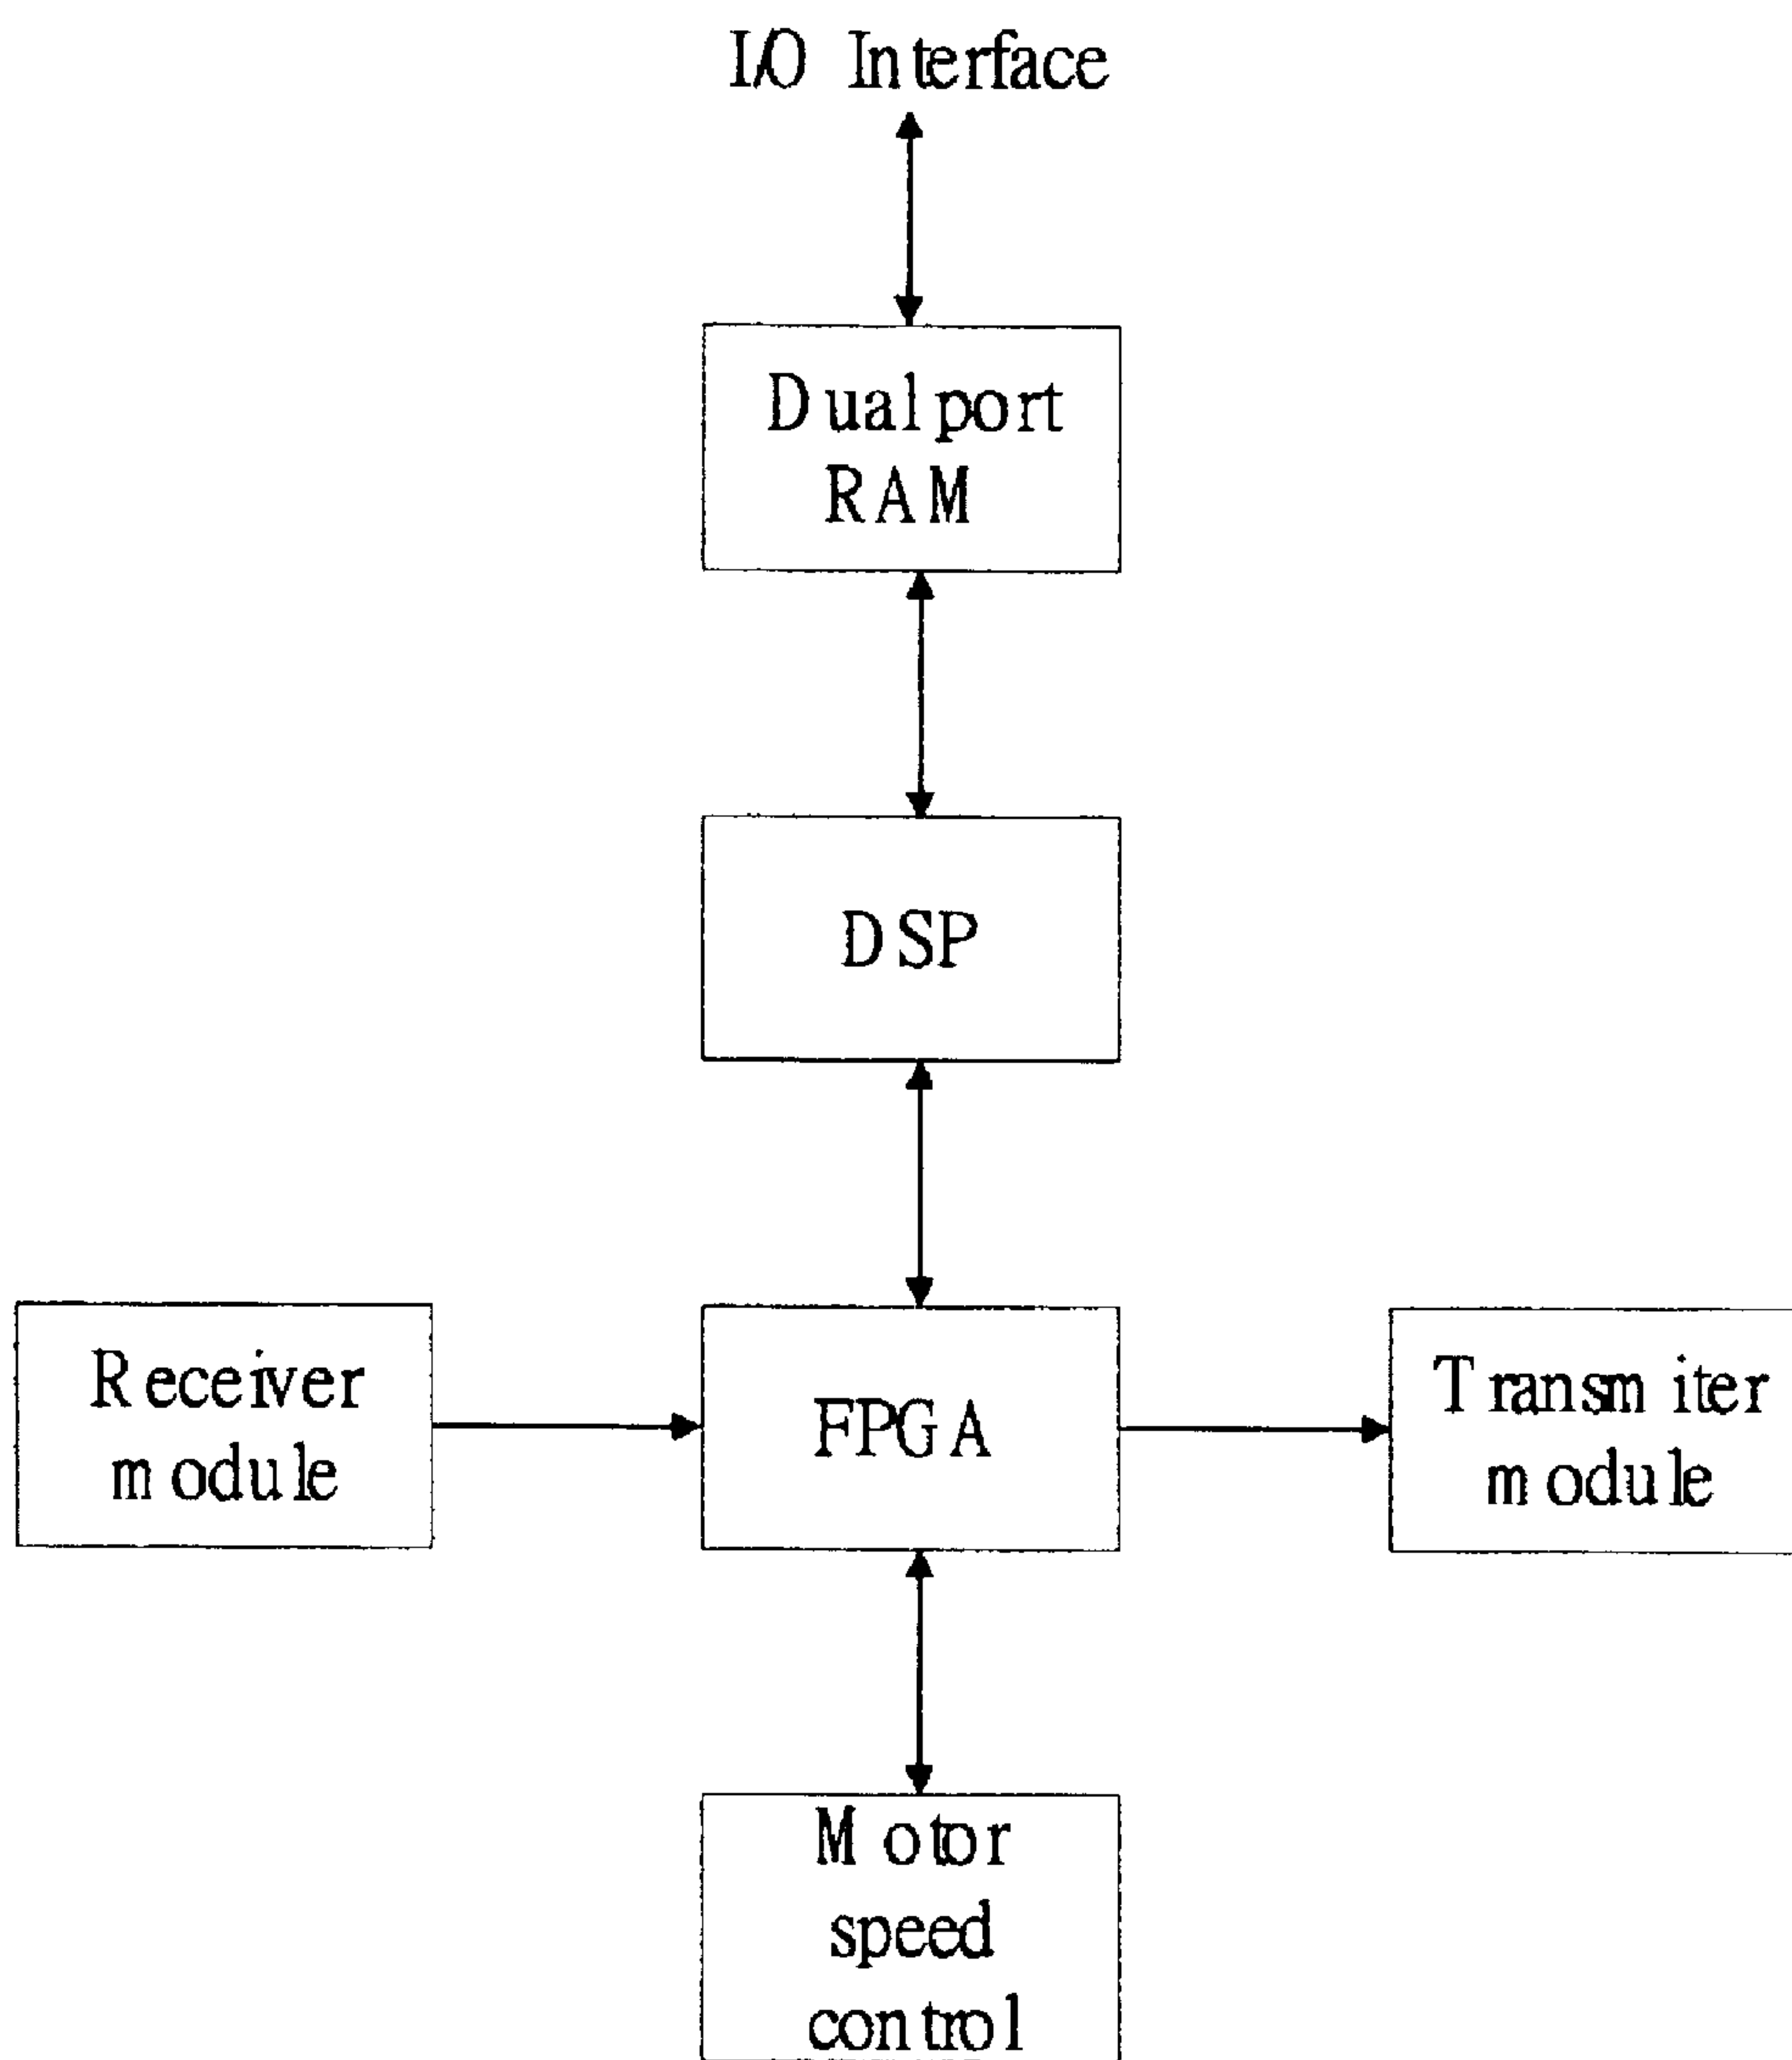 I/O Interface
Dualport
RAM
DSP
Receiver
module
FPGA
Transmiter
module
Motor
speed
control